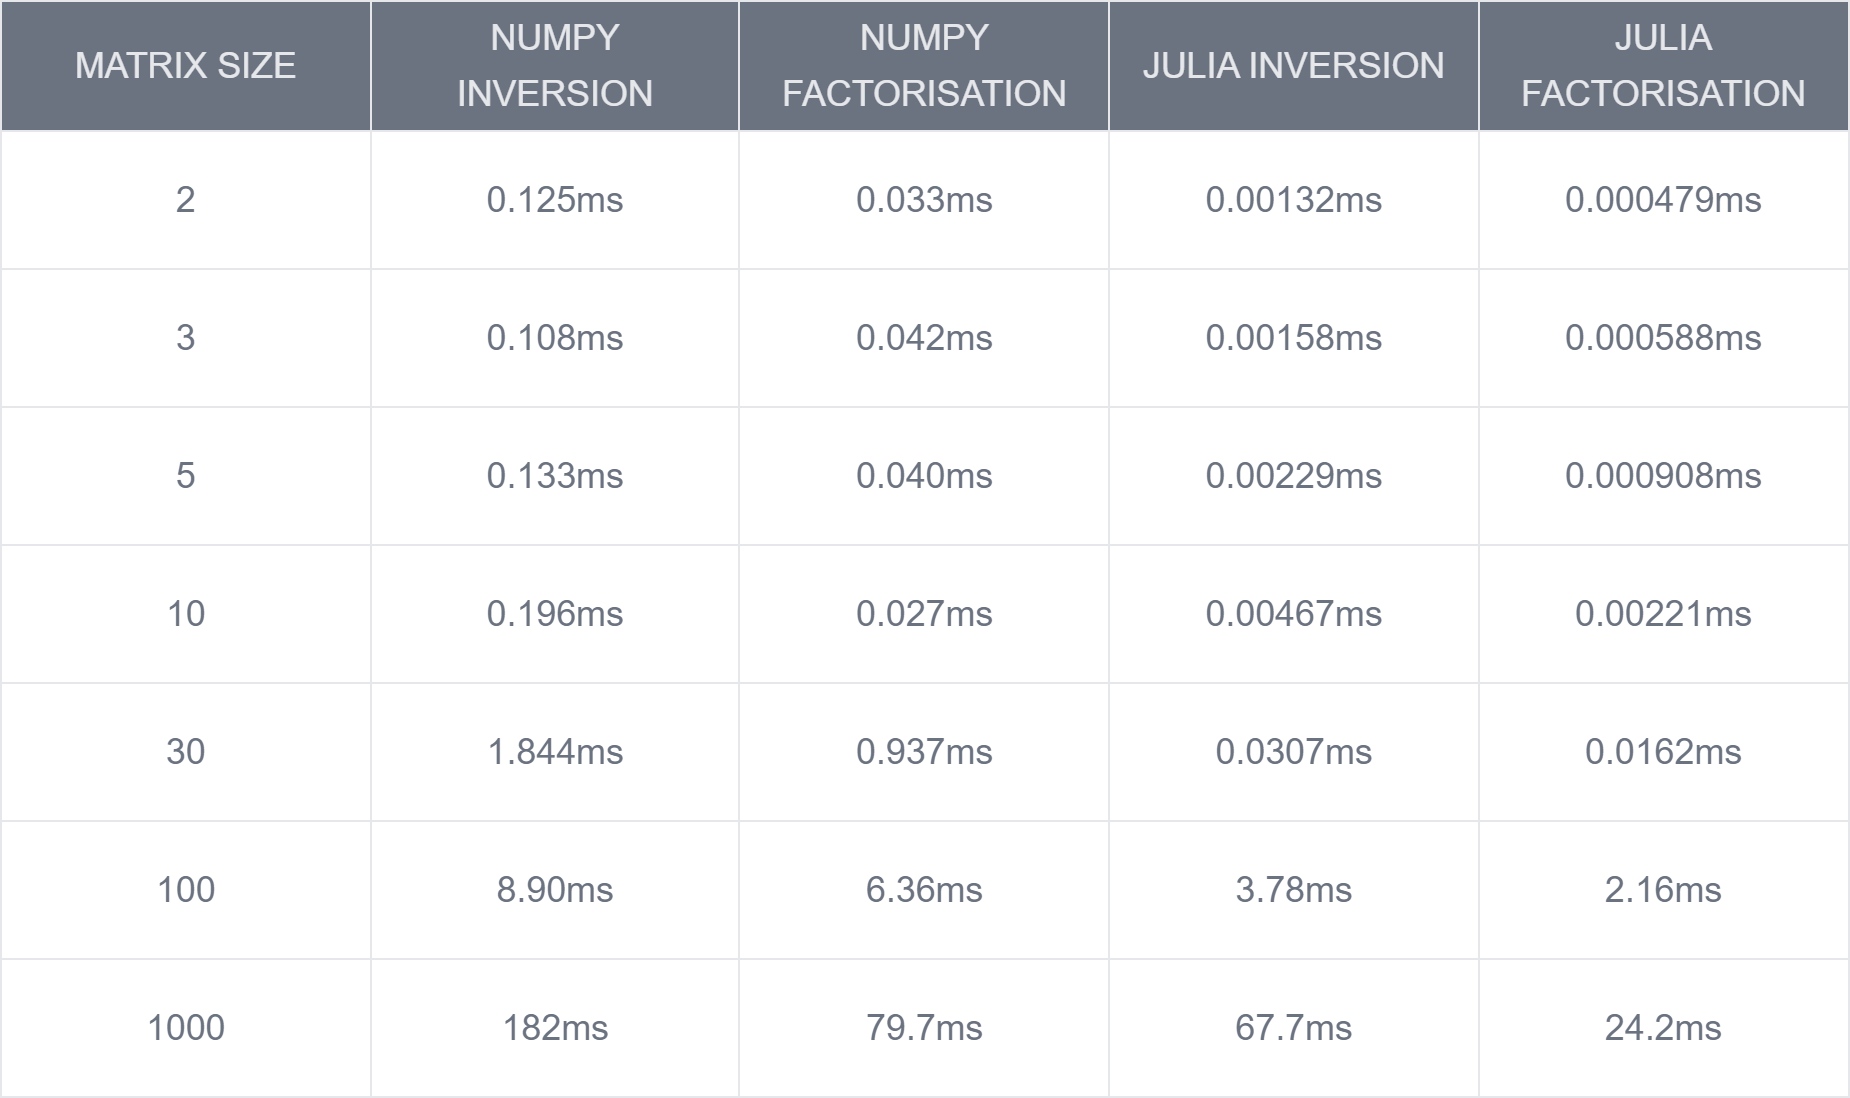 MATRIX SIZE
NUMPY
INVERSION
NUMPY
FACTORISATION
JULIA INVERSION
JULIA
FACTORISATION
2 0.125ms 0.033ms 0.00132ms 0.000479ms
3 0.108ms 0.042ms 0.00158ms 0.000588ms
5 0.133ms 0.040ms 0.00229ms 0.000908ms
10 0.196ms 0.027ms 0.00467ms 0.00221ms
30 1.844ms 0.937ms 0.0307ms 0.0162ms
100 8.90ms 6.36ms 3.78ms 2.16ms
1000 182ms 79.7ms 67.7ms 24.2ms